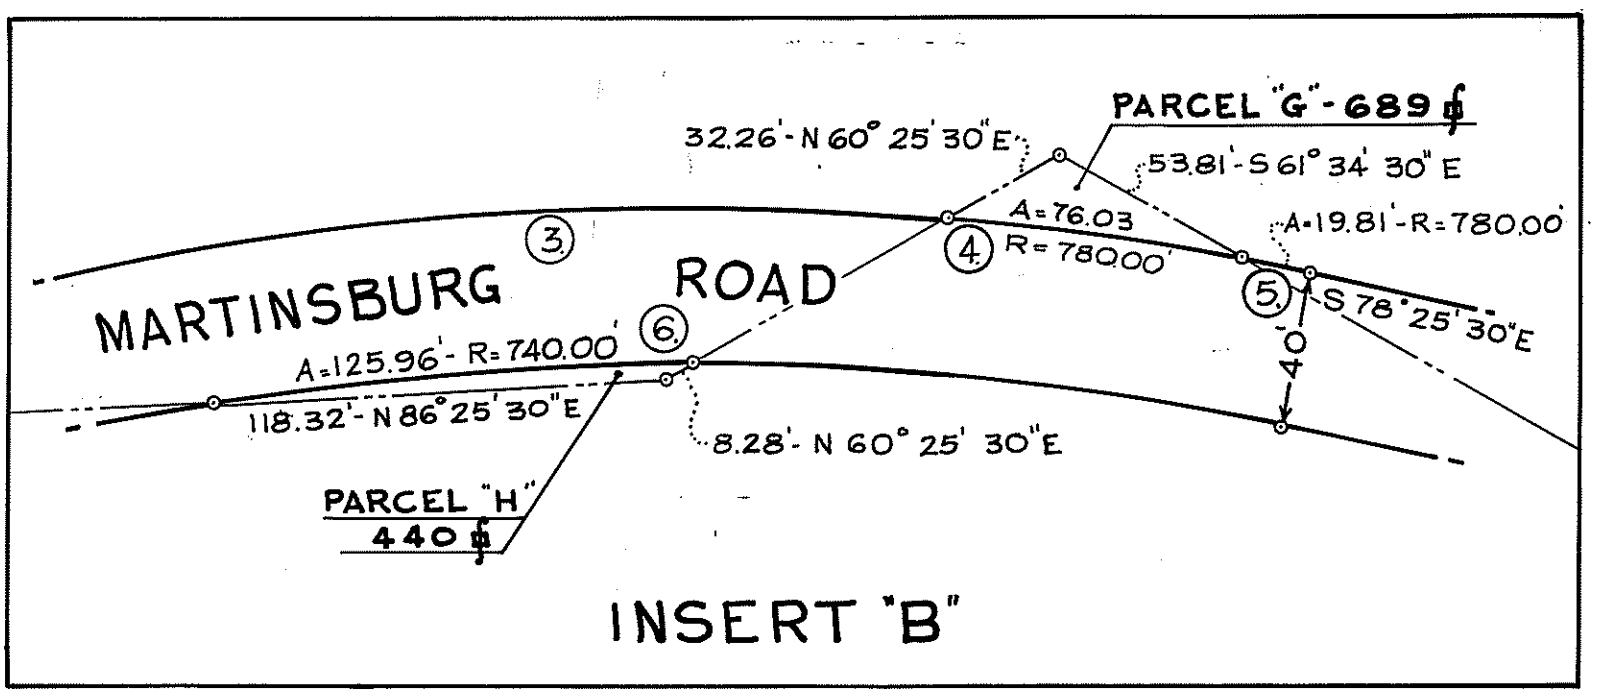 PARCEL "G"-689 ⌗
32.26'-N 60° 25' 30" E
53.81'-S 61° 34' 30" E
A=76.03
R=780.00'
A=19.81'-R=780.00'
3.
4.
5.
6.
S 78° 25' 30" E
40'
MARTINSBURG ROAD
A=125.96'-R=740.00'
118.32'-N 86° 25' 30" E
8.28'-N 60° 25' 30" E
PARCEL "H"
440 ⌗
INSERT "B"